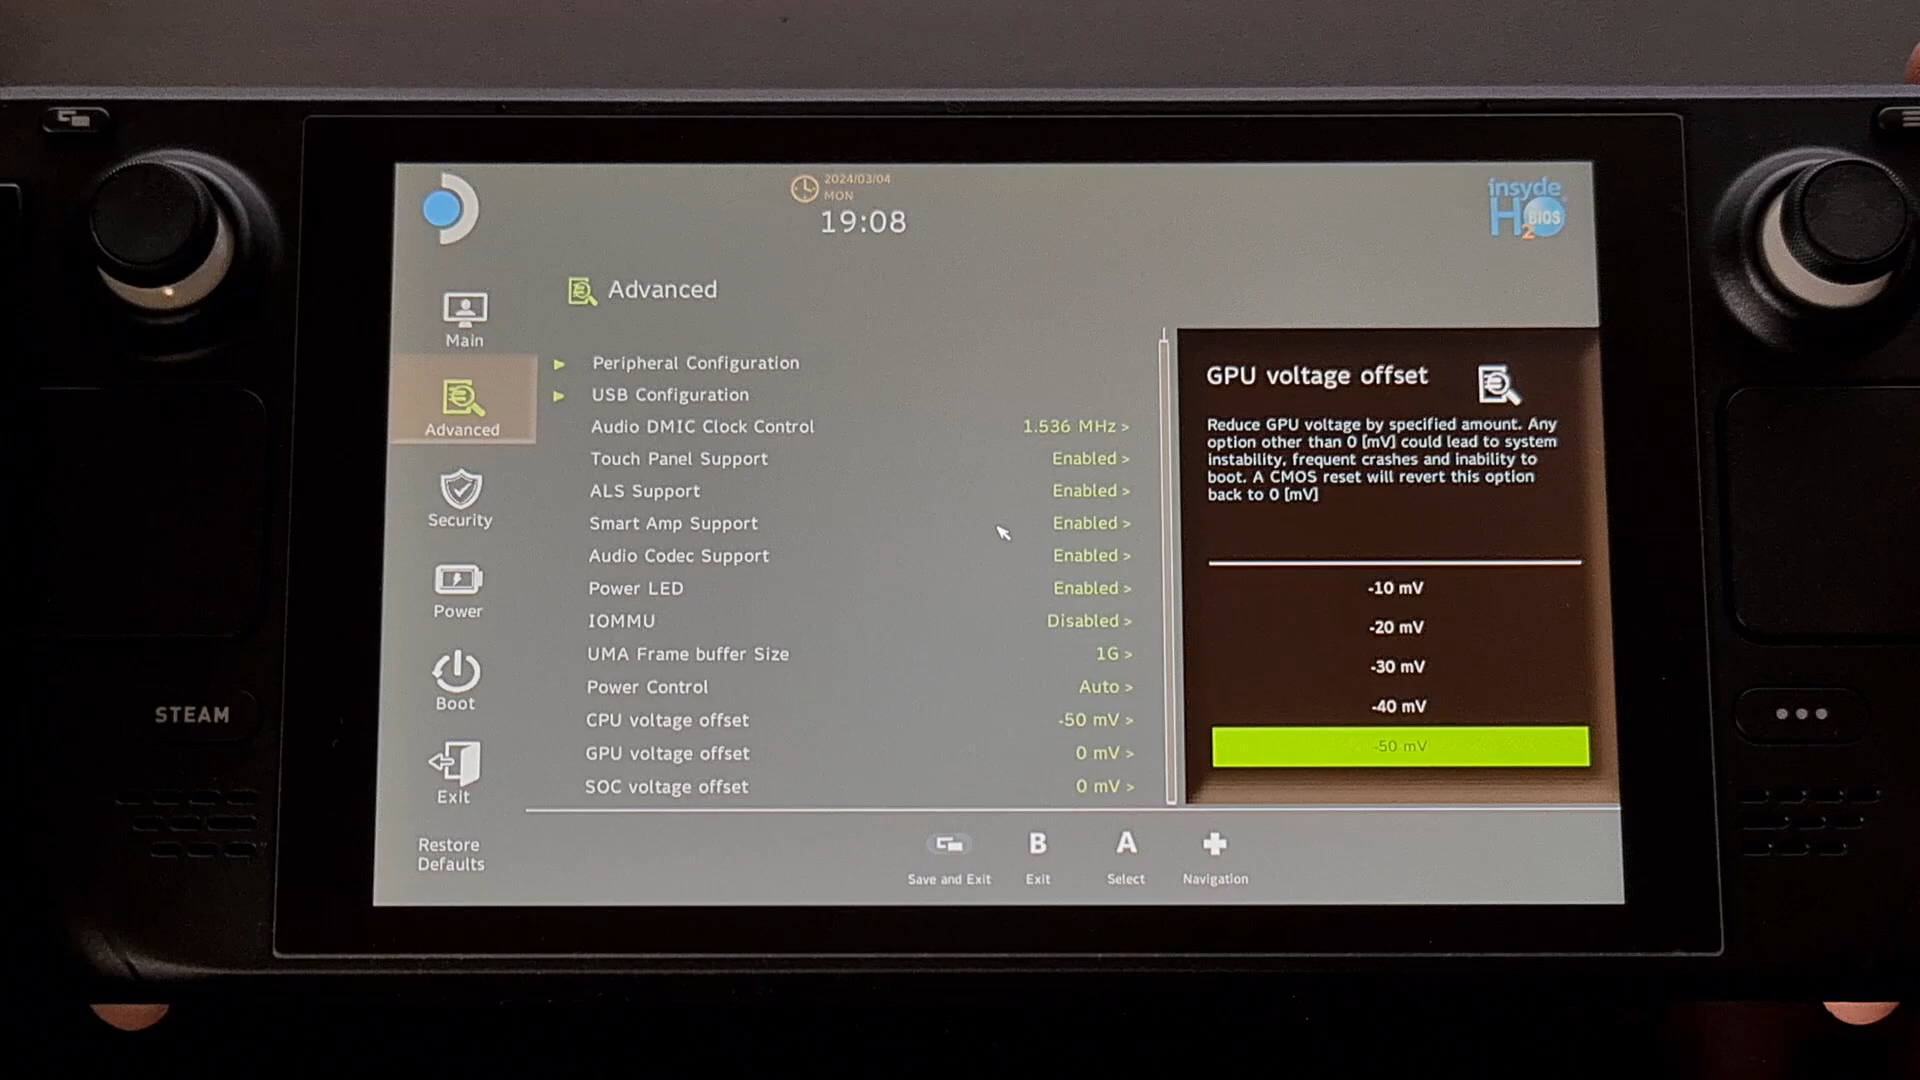 2024/03/04
MON
19:08
insyde
H2O BIOS
Main
Advanced
Security
Power
Boot
Exit
Restore
Defaults
Advanced
Peripheral Configuration
USB Configuration
Audio DMIC Clock Control 1.536 MHz >
Touch Panel Support Enabled >
ALS Support Enabled >
Smart Amp Support Enabled >
Audio Codec Support Enabled >
Power LED Enabled >
IOMMU Disabled >
UMA Frame buffer Size 1G >
Power Control Auto >
CPU voltage offset -50 mV >
GPU voltage offset 0 mV >
SOC voltage offset 0 mV >
GPU voltage offset
Reduce GPU voltage by specified amount. Any
option other than 0 [mV] could lead to system
instability, frequent crashes and inability to
boot. A CMOS reset will revert this option
back to 0 [mV]
-10 mV
-20 mV
-30 mV
-40 mV
-50 mV
B A
Save and Exit Exit Select Navigation
STEAM